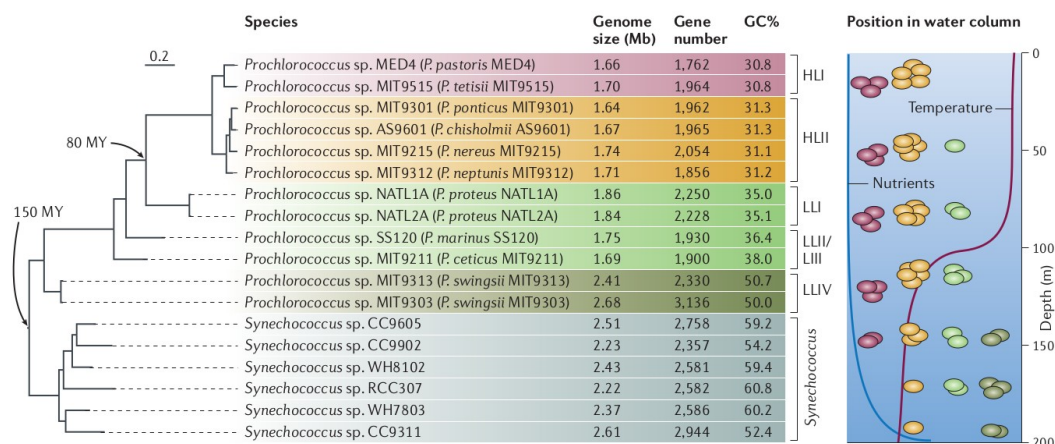 Species Genome size (Mb) Gene number GC% Position in water column
0.2
80 MY
150 MY
Prochlorococcus sp. MED4 (P. pastoris MED4) 1.66 1,762 30.8
Prochlorococcus sp. MIT9515 (P. tetisii MIT9515) 1.70 1,964 30.8
HLI
Prochlorococcus sp. MIT9301 (P. ponticus MIT9301) 1.64 1,962 31.3
Prochlorococcus sp. AS9601 (P. chisholmii AS9601) 1.67 1,965 31.3
Prochlorococcus sp. MIT9215 (P. nereus MIT9215) 1.74 2,054 31.1
Prochlorococcus sp. MIT9312 (P. neptunis MIT9312) 1.71 1,856 31.2
HLII
Prochlorococcus sp. NATL1A (P. proteus NATL1A) 1.86 2,250 35.0
Prochlorococcus sp. NATL2A (P. proteus NATL2A) 1.84 2,228 35.1
LLI
Prochlorococcus sp. SS120 (P. marinus SS120) 1.75 1,930 36.4
Prochlorococcus sp. MIT9211 (P. ceticus MIT9211) 1.69 1,900 38.0
LLII/
LIII
Prochlorococcus sp. MIT9313 (P. swingsii MIT9313) 2.41 2,330 50.7
Prochlorococcus sp. MIT9303 (P. swingsii MIT9303) 2.68 3,136 50.0
LLIV
Synechococcus sp. CC9605 2.51 2,758 59.2
Synechococcus sp. CC9902 2.23 2,357 54.2
Synechococcus sp. WH8102 2.43 2,581 59.4
Synechococcus sp. RCC307 2.22 2,582 60.8
Synechococcus sp. WH7803 2.37 2,586 60.2
Synechococcus sp. CC9311 2.61 2,944 52.4
Synechococcus
Temperature
Nutrients
0
50
100
150
200
Depth (m)